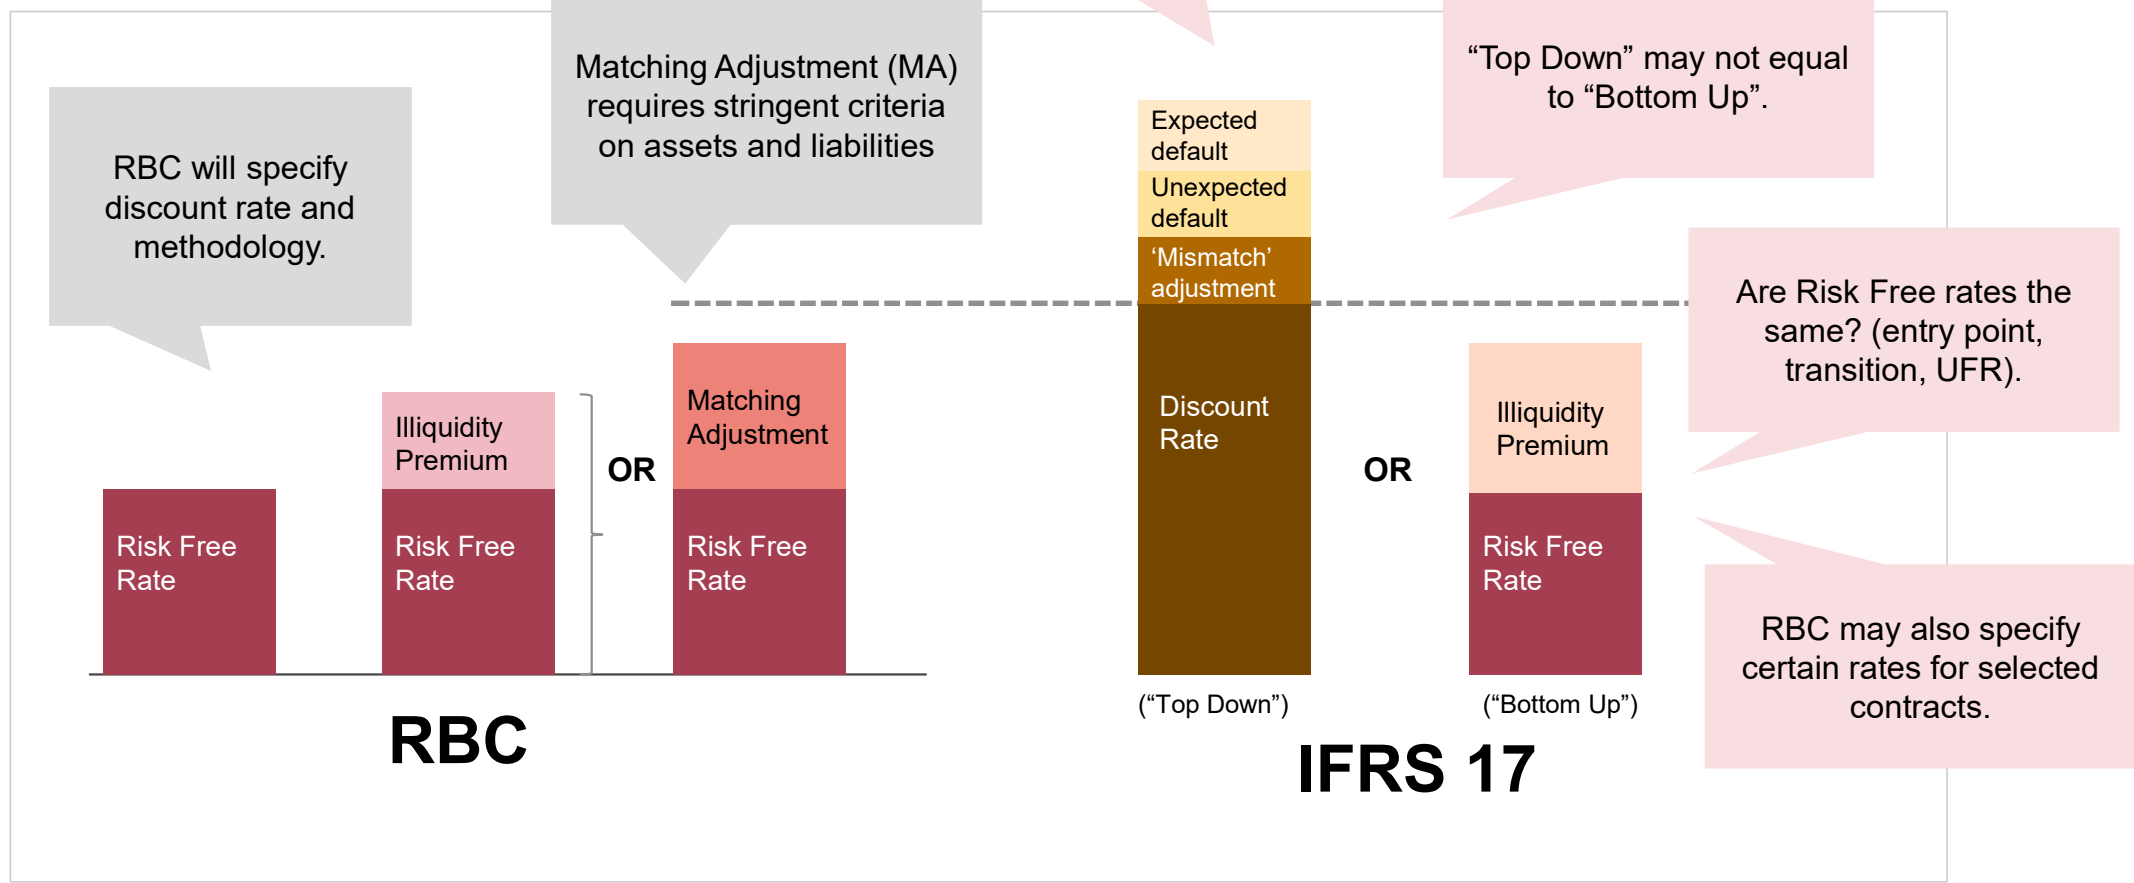 Matching Adjustment (MA)
requires stringent criteria
on assets and liabilities
“Top Down” may not equal
to “Bottom Up”.
RBC will specify
discount rate and
methodology.
Expected
default
Unexpected
default
‘Mismatch’
adjustment
Are Risk Free rates the
same? (entry point,
transition, UFR).
Illiquidity
Premium
OR
Matching
Adjustment
Discount
Rate
OR
Illiquidity
Premium
Risk Free
Rate
Risk Free
Rate
Risk Free
Rate
Risk Free
Rate
RBC may also specify
certain rates for selected
contracts.
(“Top Down”)
(“Bottom Up”)
RBC
IFRS 17